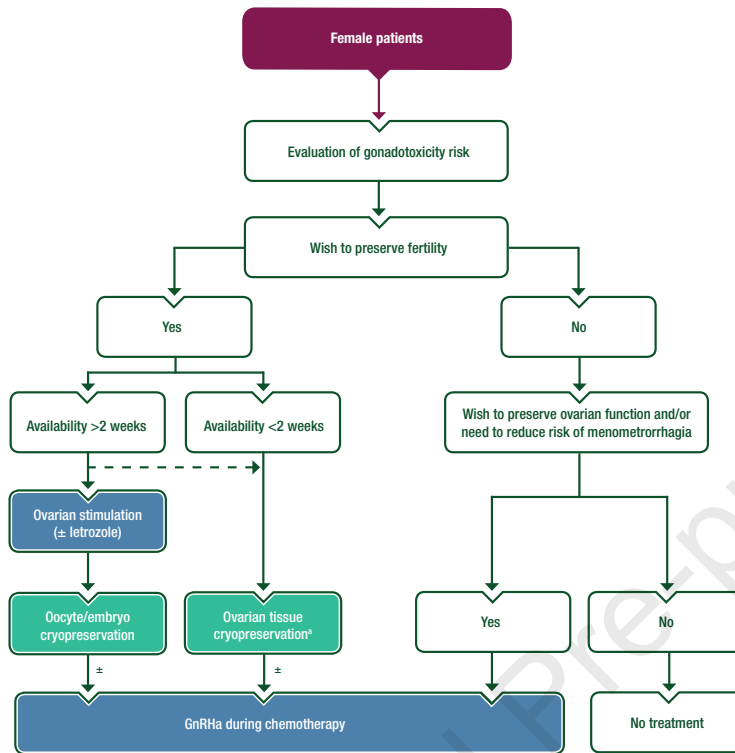 Female patients
Evaluation of gonadotoxicity risk
Wish to preserve fertility
Yes
No
Availability >2 weeks
Availability <2 weeks
Wish to preserve ovarian function and/or
need to reduce risk of menometrorrhagia
Ovarian stimulation
(± letrozole)
Oocyte/embryo
cryopreservation
Ovarian tissue
cryopreservationᵃ
Yes
No
±
±
GnRHa during chemotherapy
No treatment
Pre-p